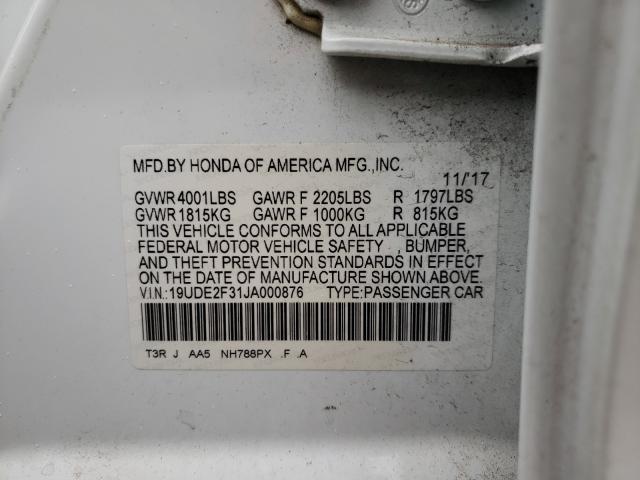 MFD.BY HONDA OF AMERICA MFG.,INC.
11/'17
GVWR 4001LBS GAWR F 2205LBS R 1797LBS
GVWR 1815KG GAWR F 1000KG R 815KG
THIS VEHICLE CONFORMS TO ALL APPLICABLE
FEDERAL MOTOR VEHICLE SAFETY , BUMPER,
AND THEFT PREVENTION STANDARDS IN EFFECT
ON THE DATE OF MANUFACTURE SHOWN ABOVE.
V.I.N.:19UDE2F31JA000876 TYPE:PASSENGER CAR
T3R J AA5 NH788PX .F .A